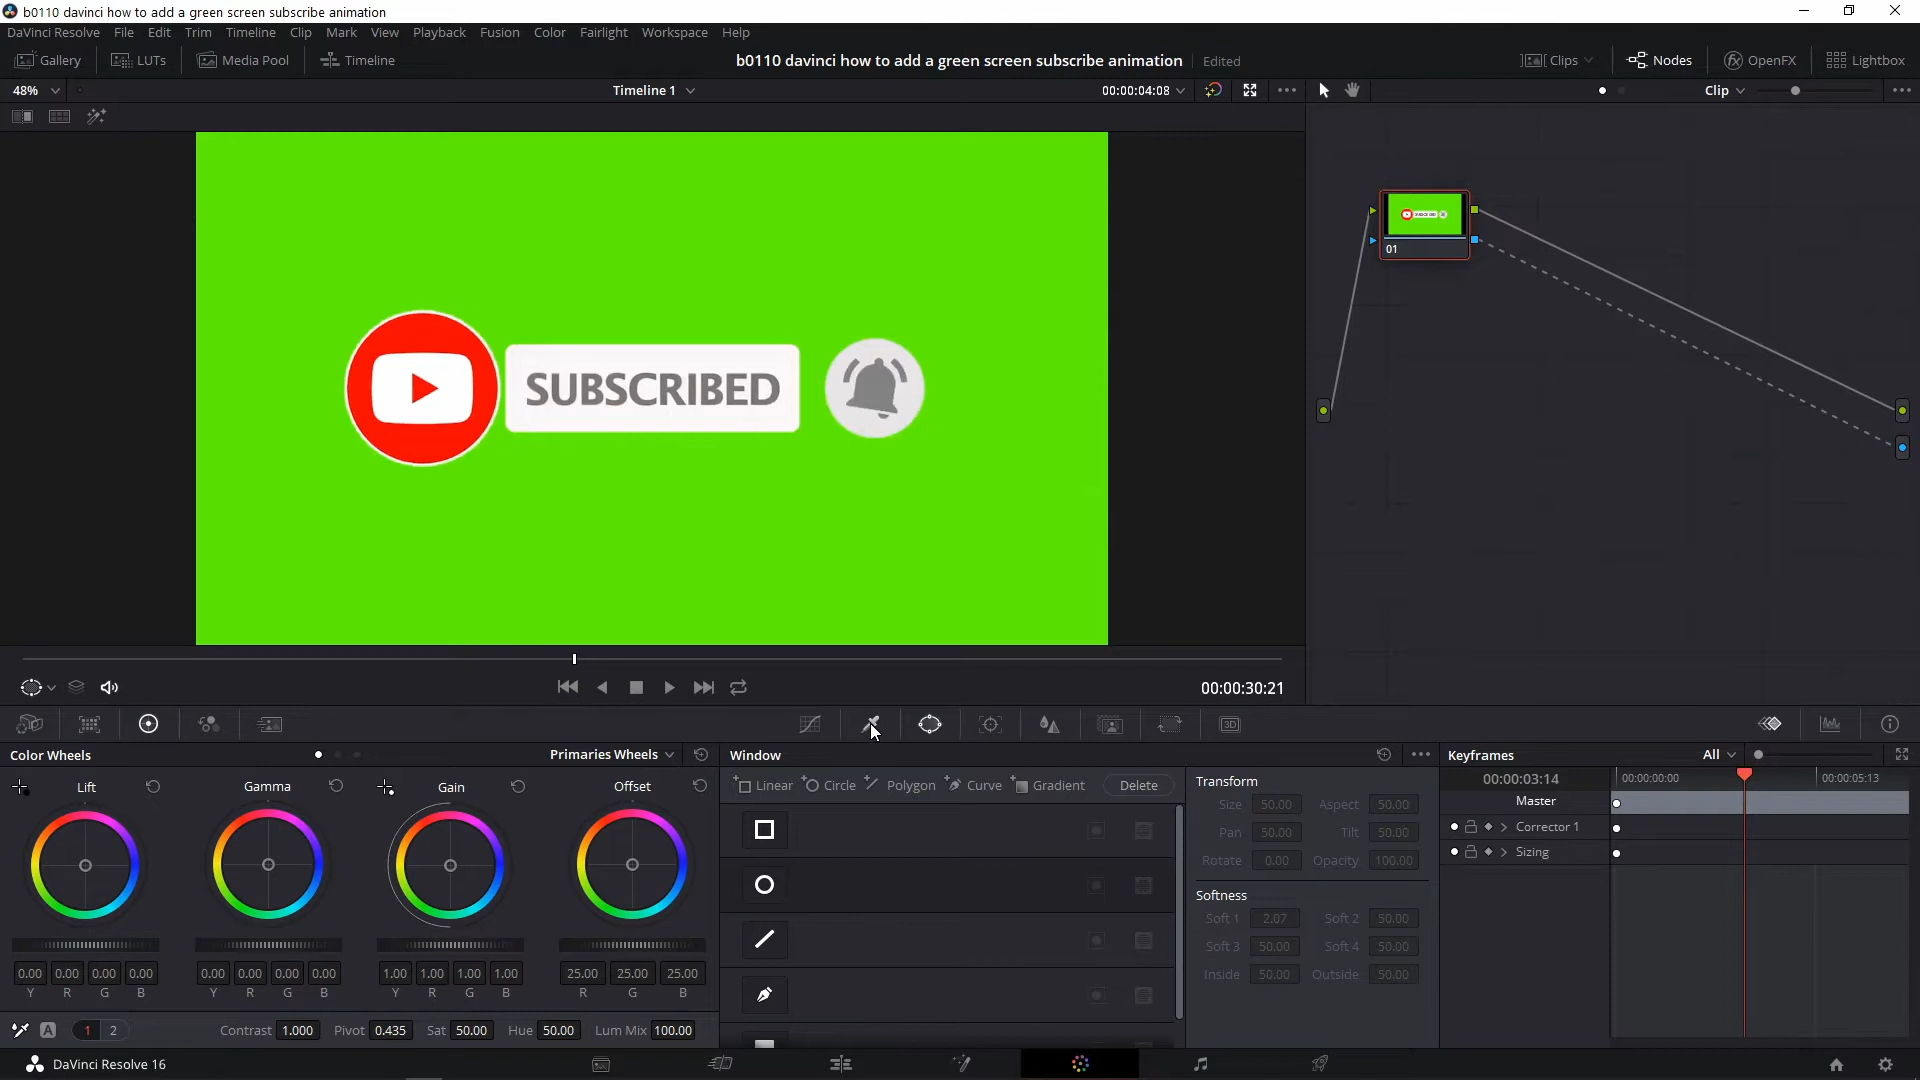 b0110 davinci how to add a green screen subscribe animation
DaVinci Resolve File Edit Trim Timeline Clip Mark View Playback Fusion Color Fairlight Workspace Help
Gallery LUTs Media Pool Timeline b0110 davinci how to add a green screen subscribe animation Edited Clips Nodes OpenFX Lightbox
48% Timeline 1 00:00:04:08 Clip
01
SUBSCRIBED
00:00:30:21
3D
Color Wheels Primaries Wheels Window Keyframes All
Lift Gamma Gain Offset Linear Circle Polygon Curve Gradient Delete Transform 00:00:03:14 00:00:00:00 00:00:05:13
Size 50.00 Aspect 50.00 Master
Pan 50.00 Tilt 50.00 Corrector 1
Rotate 0.00 Opacity 100.00 Sizing
Softness
Soft 1 2.07 Soft 2 50.00
Soft 3 50.00 Soft 4 50.00
0.00 0.00 0.00 0.00 0.00 0.00 0.00 0.00 1.00 1.00 1.00 1.00 25.00 25.00 25.00 Inside 50.00 Outside 50.00
Y R G B Y R G B Y R G B R G B
A 1 2 Contrast 1.000 Pivot 0.435 Sat 50.00 Hue 50.00 Lum Mix 100.00
DaVinci Resolve 16